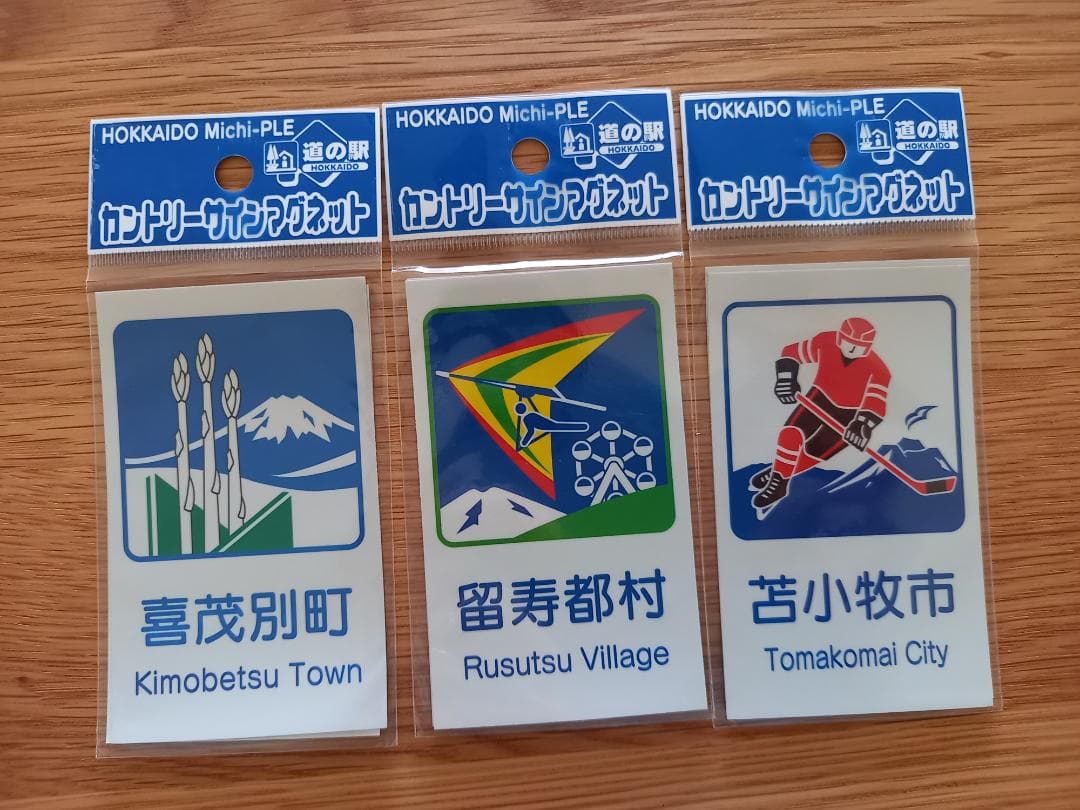 HOKKAIDO Michi-PLE
道の駅
HOKKAIDO
カントリーサインマグネット
喜茂別町
Kimobetsu Town
HOKKAIDO Michi-PLE
道の駅
HOKKAIDO
カントリーサインマグネット
留寿都村
Rusutsu Village
HOKKAIDO Michi-PLE
道の駅
HOKKAIDO
カントリーサインマグネット
苫小牧市
Tomakomai City